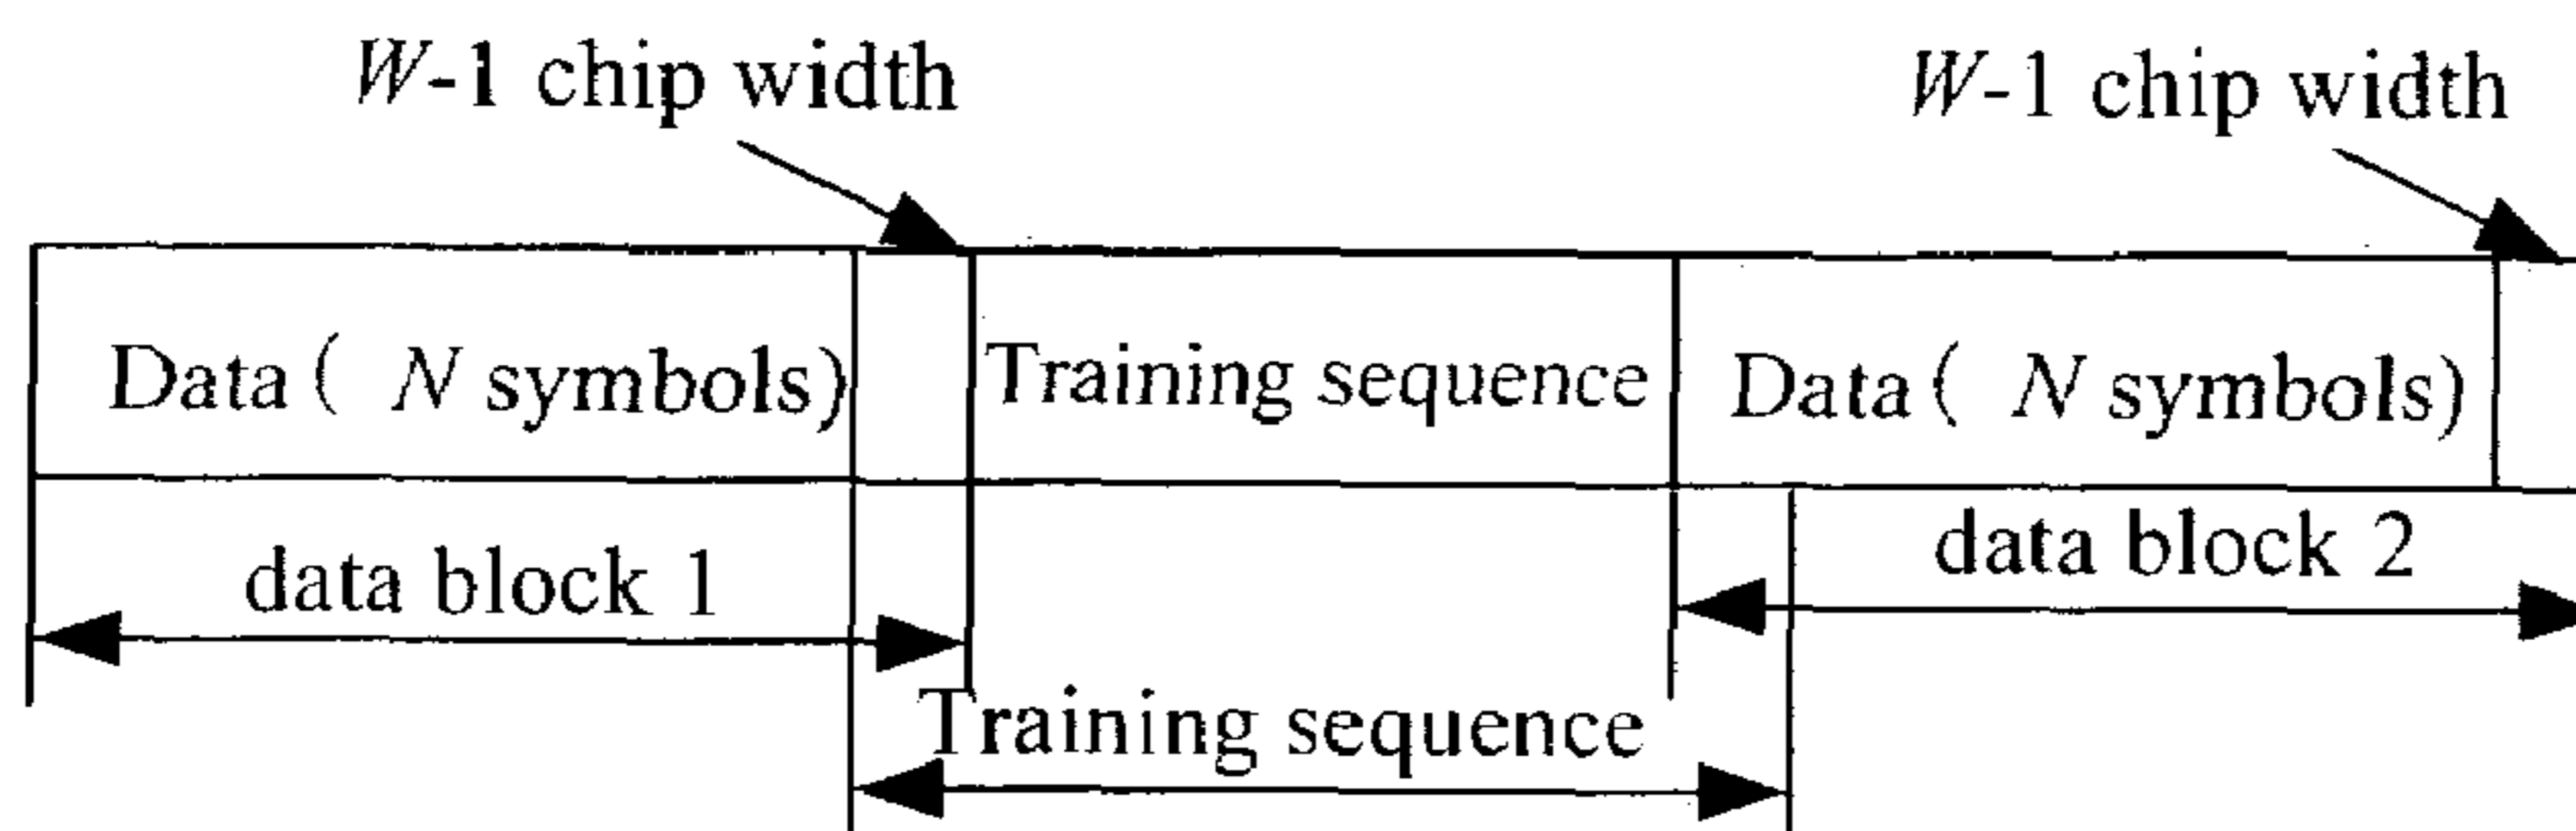 W-1 chip width
W-1 chip width
Data ( N symbols)
Training sequence
Data ( N symbols)
data block 1
data block 2
Training sequence